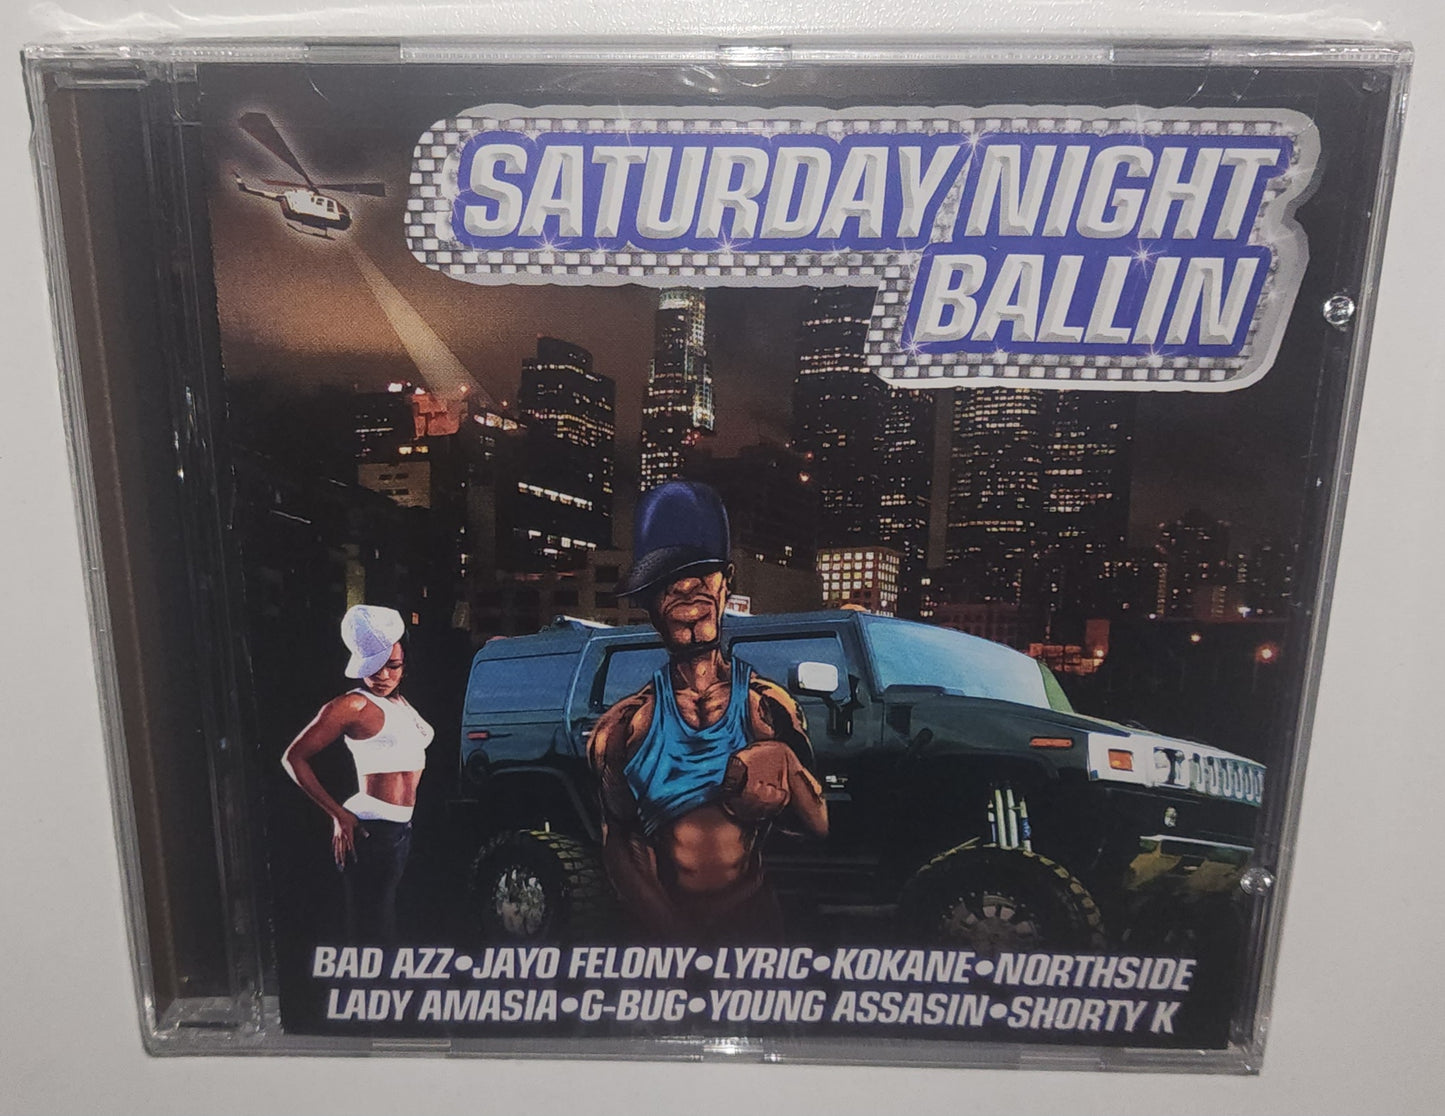 SATURDAY NIGHT
BALLIN
BAD AZZ•JAYO FELONY•LYRIC•KOKANE•NORTHSIDE
LADY AMASIA•G-BUG•YOUNG ASSASIN•SHORTY K